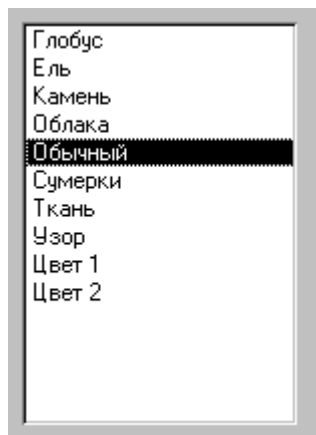 Глобус
Ель
Камень
Облака
Обычный
Сумерки
Ткань
Узор
Цвет 1
Цвет 2